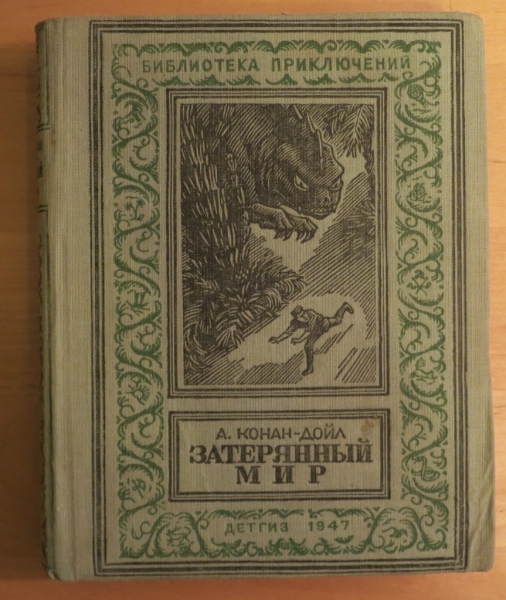 БИБЛИОТЕКА ПРИКЛЮЧЕНИЙ
А. КОНАН-ДОЙЛ
ЗАТЕРЯННЫЙ
МИР
ДЕТГИЗ 1947